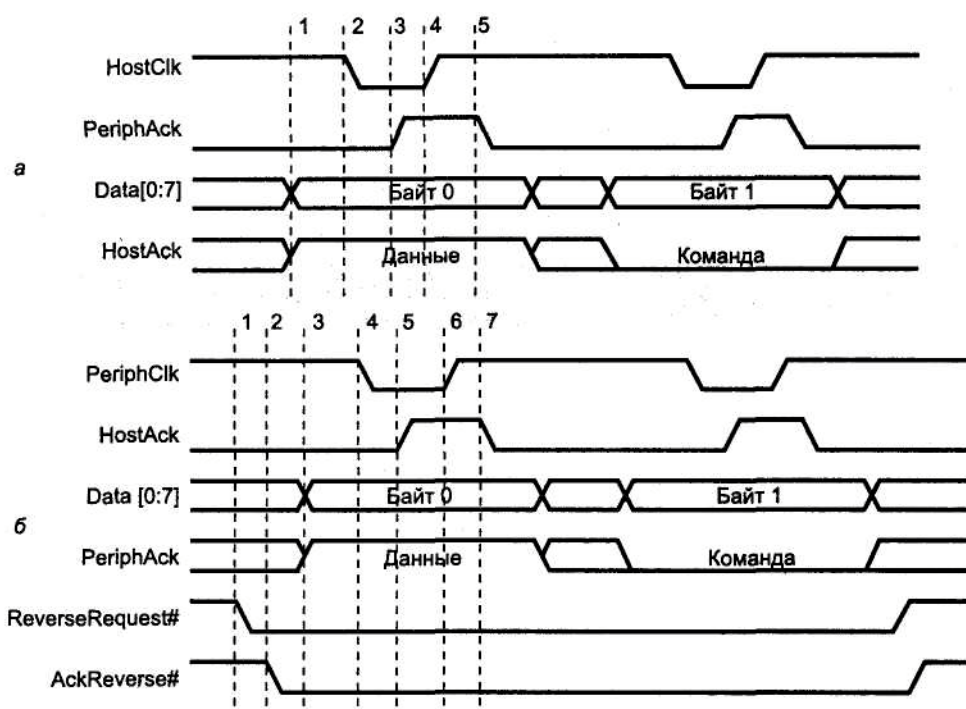 1 2 3 4 5
HostClk
PeriphAck
а
Data[0:7] Байт 0 Байт 1
HostAck Данные Команда
1 2 3 4 5 6 7
PeriphClk
HostAck
Data [0:7] Байт 0 Байт 1
б
PeriphAck Данные Команда
ReverseRequest#
AckReverse#